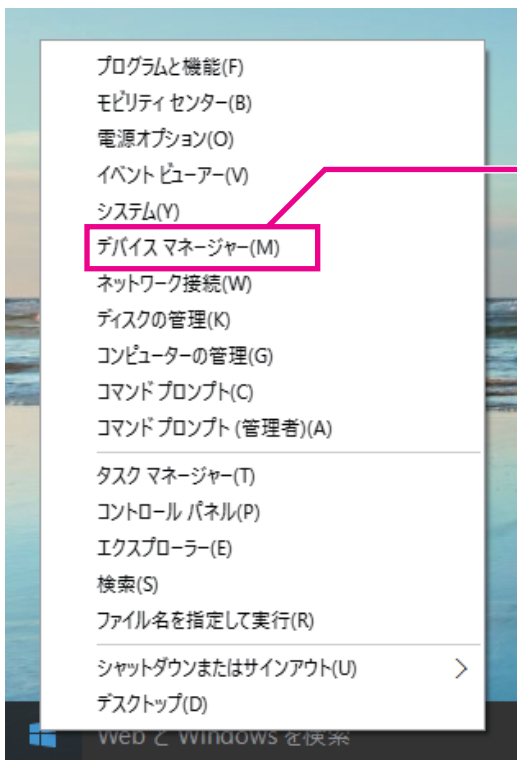 プログラムと機能(F)
モビリティ センター(B)
電源オプション(O)
イベント ビューアー(V)
システム(Y)
デバイス マネージャー(M)
ネットワーク接続(W)
ディスクの管理(K)
コンピューターの管理(G)
コマンド プロンプト(C)
コマンド プロンプト (管理者)(A)
タスク マネージャー(T)
コントロール パネル(P)
エクスプローラー(E)
検索(S)
ファイル名を指定して実行(R)
シャットダウンまたはサインアウト(U)
デスクトップ(D)
Web と Windows を検索